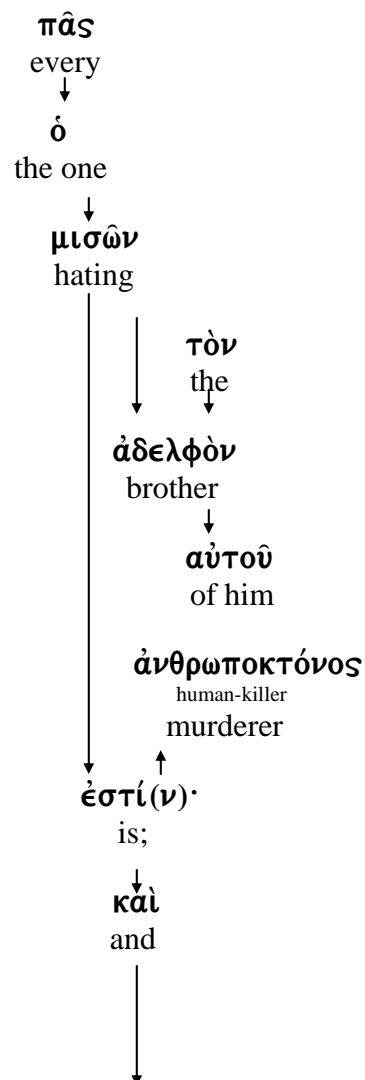 πᾶς
every
ὁ
the one
μισῶν
hating
τὸν
the
ἀδελφὸν
brother
αὐτοῦ
of him
ἀνθρωποκτόνος
human-killer
murderer
ἐστί(ν)·
is;
καὶ
and